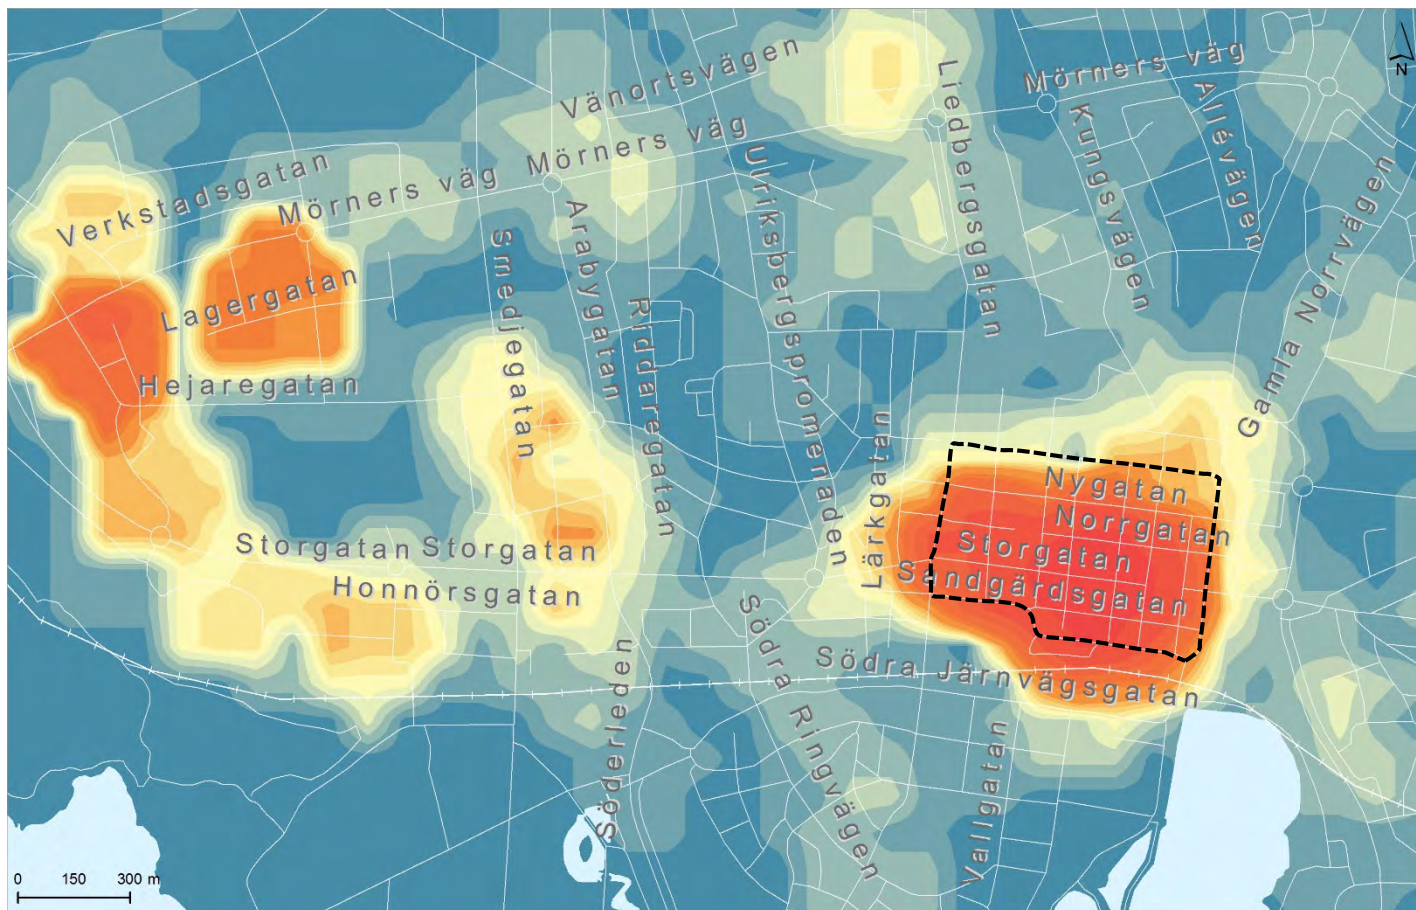 Vänortsvägen
Mörners väg
Liedbergsgatan
Mörners väg
Kungsvägen
Allévägen
N
Verkstadsgatan
Mörners väg
Ulriksbergspromenaden
Gamla Norrvägen
Arabygatan
Smedjegatan
Riddaregatan
Lagergatan
Hejaregatan
Lärkgatan
Nygatan
Norrgatan
Storgatan
Storgatan
Storgatan
Sandgärdsgatan
Honnörsgatan
Södra Ringvägen
Söderleden
Södra Järnvägsgatan
Vallgatan
0 150 300 m